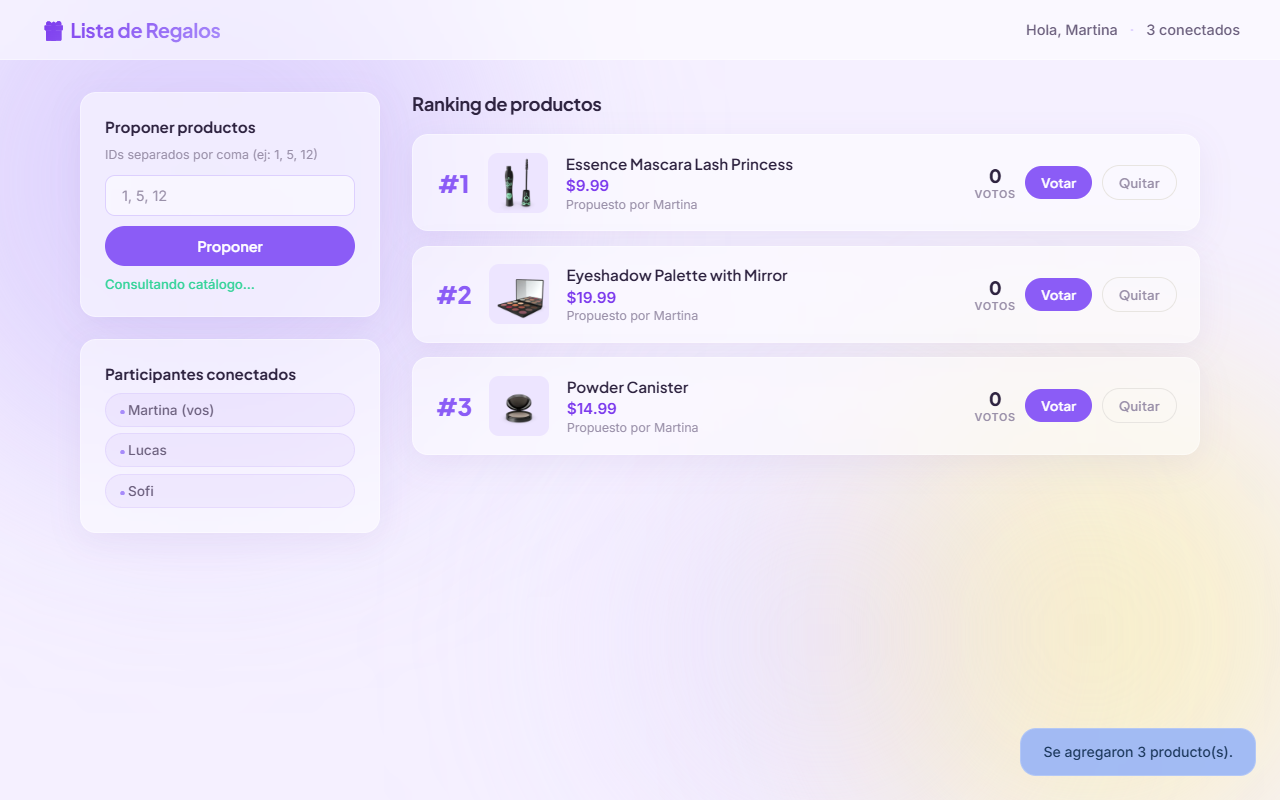 Lista de Regalos
Hola, Martina · 3 conectados
Proponer productos
IDs separados por coma (ej: 1, 5, 12)
1, 5, 12
Proponer
Consultando catálogo...
Participantes conectados
Martina (vos)
Lucas
Sofi
Ranking de productos
#1
Essence Mascara Lash Princess
$9.99
Propuesto por Martina
0
VOTOS
Votar
Quitar
#2
Eyeshadow Palette with Mirror
$19.99
Propuesto por Martina
0
VOTOS
Votar
Quitar
#3
Powder Canister
$14.99
Propuesto por Martina
0
VOTOS
Votar
Quitar
Se agregaron 3 producto(s).